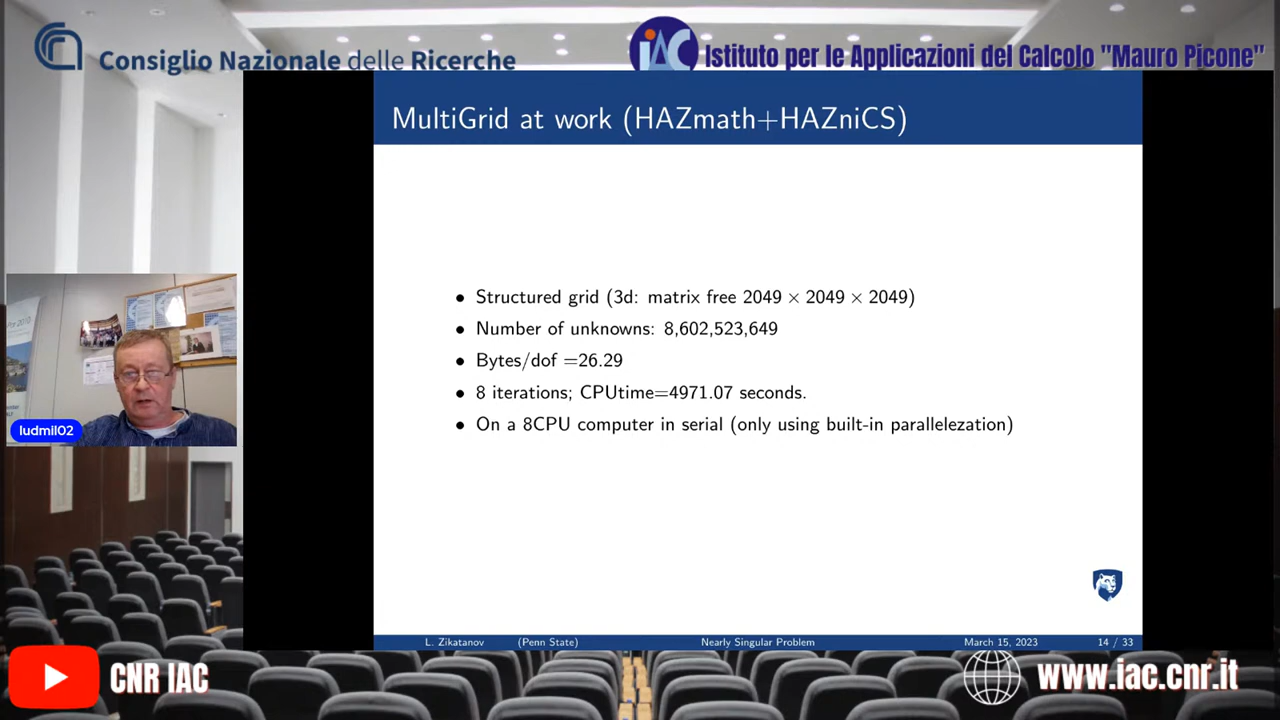 Consiglio Nazionale delle Ricerche
iAC
Istituto per le Applicazioni del Calcolo "Mauro Picone"
MultiGrid at work (HAZmath+HAZniCS)
• Structured grid (3d: matrix free 2049 × 2049 × 2049)
• Number of unknowns: 8,602,523,649
• Bytes/dof =26.29
• 8 iterations; CPUtime=4971.07 seconds.
• On a 8CPU computer in serial (only using built-in parallelezation)
ludmil02
L. Zikatanov (Penn State) Nearly Singular Problem March 15, 2023 14 / 33
CNR IAC
www.iac.cnr.it